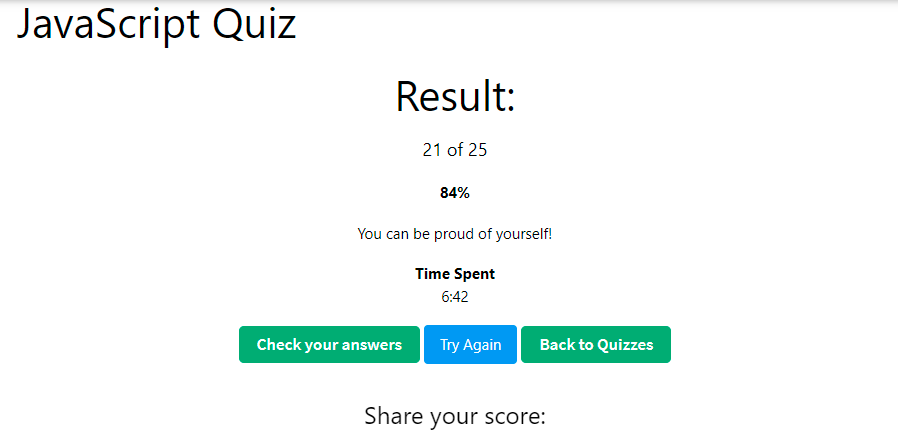 JavaScript Quiz
Result:
21 of 25
84%
You can be proud of yourself!
Time Spent
6:42
Check your answers Try Again Back to Quizzes
Share your score: